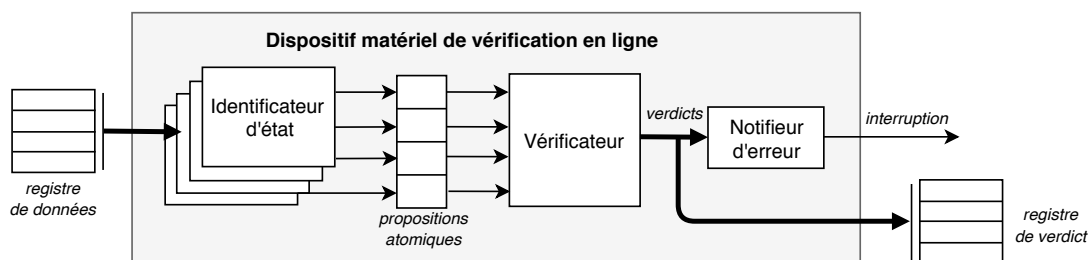 Dispositif matériel de vérification en ligne
Identificateur
d'état
registre
de données
propositions
atomiques
Vérificateur
verdicts
Notifieur
d'erreur
interruption
registre
de verdict